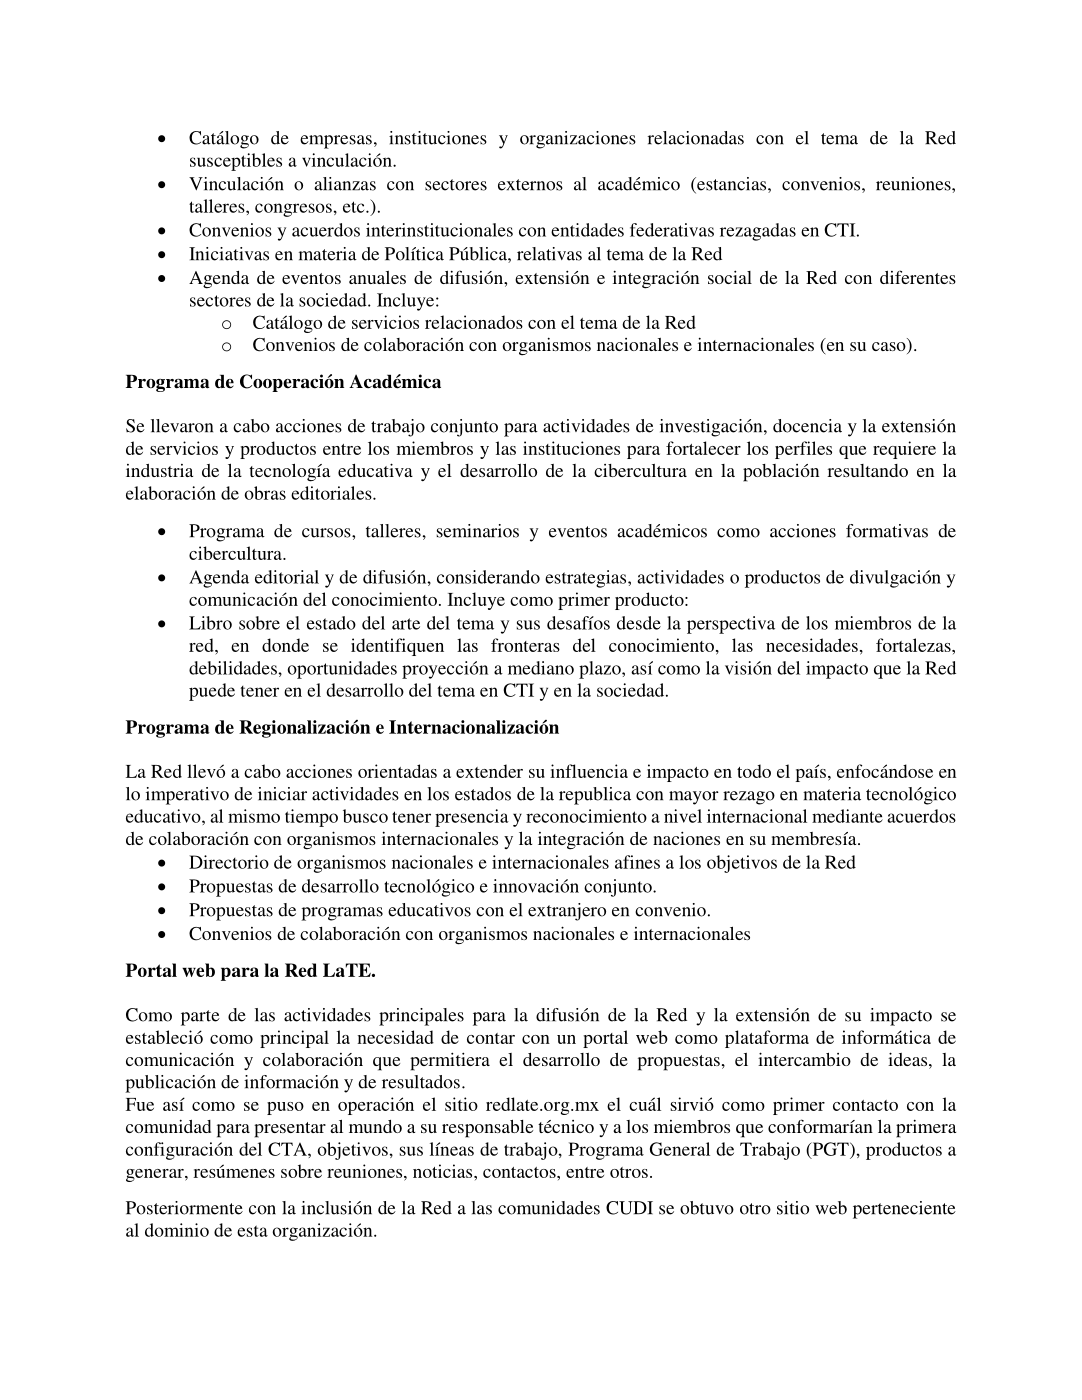 • Catálogo de empresas, instituciones y organizaciones relacionadas con el tema de la Red
susceptibles a vinculación.
• Vinculación o alianzas con sectores externos al académico (estancias, convenios, reuniones,
talleres, congresos, etc.).
• Convenios y acuerdos interinstitucionales con entidades federativas rezagadas en CTI.
• Iniciativas en materia de Política Pública, relativas al tema de la Red
• Agenda de eventos anuales de difusión, extensión e integración social de la Red con diferentes
sectores de la sociedad. Incluye:
o Catálogo de servicios relacionados con el tema de la Red
o Convenios de colaboración con organismos nacionales e internacionales (en su caso).
Programa de Cooperación Académica
Se llevaron a cabo acciones de trabajo conjunto para actividades de investigación, docencia y la extensión
de servicios y productos entre los miembros y las instituciones para fortalecer los perfiles que requiere la
industria de la tecnología educativa y el desarrollo de la cibercultura en la población resultando en la
elaboración de obras editoriales.
• Programa de cursos, talleres, seminarios y eventos académicos como acciones formativas de
cibercultura.
• Agenda editorial y de difusión, considerando estrategias, actividades o productos de divulgación y
comunicación del conocimiento. Incluye como primer producto:
• Libro sobre el estado del arte del tema y sus desafíos desde la perspectiva de los miembros de la
red, en donde se identifiquen las fronteras del conocimiento, las necesidades, fortalezas,
debilidades, oportunidades proyección a mediano plazo, así como la visión del impacto que la Red
puede tener en el desarrollo del tema en CTI y en la sociedad.
Programa de Regionalización e Internacionalización
La Red llevó a cabo acciones orientadas a extender su influencia e impacto en todo el país, enfocándose en
lo imperativo de iniciar actividades en los estados de la republica con mayor rezago en materia tecnológico
educativo, al mismo tiempo busco tener presencia y reconocimiento a nivel internacional mediante acuerdos
de colaboración con organismos internacionales y la integración de naciones en su membresía.
• Directorio de organismos nacionales e internacionales afines a los objetivos de la Red
• Propuestas de desarrollo tecnológico e innovación conjunto.
• Propuestas de programas educativos con el extranjero en convenio.
• Convenios de colaboración con organismos nacionales e internacionales
Portal web para la Red LaTE.
Como parte de las actividades principales para la difusión de la Red y la extensión de su impacto se
estableció como principal la necesidad de contar con un portal web como plataforma de informática de
comunicación y colaboración que permitiera el desarrollo de propuestas, el intercambio de ideas, la
publicación de información y de resultados.
Fue así como se puso en operación el sitio redlate.org.mx el cuál sirvió como primer contacto con la
comunidad para presentar al mundo a su responsable técnico y a los miembros que conformarían la primera
configuración del CTA, objetivos, sus líneas de trabajo, Programa General de Trabajo (PGT), productos a
generar, resúmenes sobre reuniones, noticias, contactos, entre otros.
Posteriormente con la inclusión de la Red a las comunidades CUDI se obtuvo otro sitio web perteneciente
al dominio de esta organización.